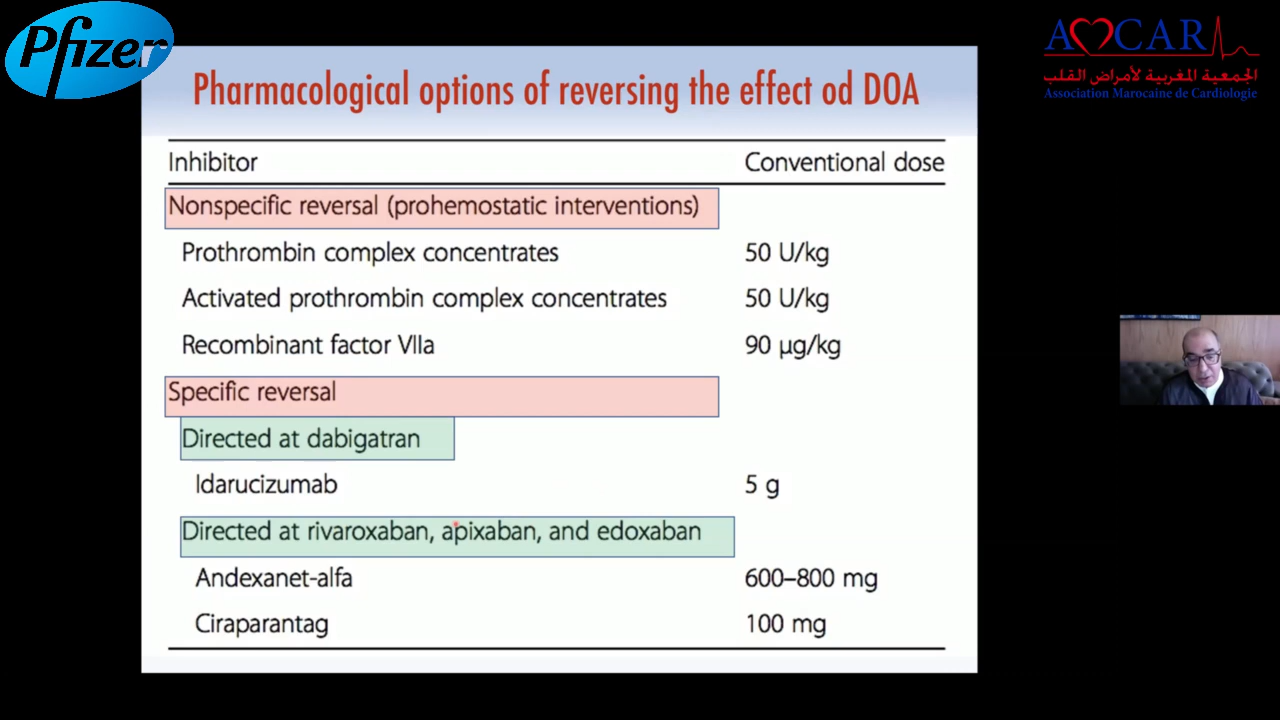 Pfizer
AMCAR
الجمعية المغربية لأمراض القلب
Association Marocaine de Cardiologie
Pharmacological options of reversing the effect od DOA
Inhibitor Conventional dose
Nonspecific reversal (prohemostatic interventions)
Prothrombin complex concentrates 50 U/kg
Activated prothrombin complex concentrates 50 U/kg
Recombinant factor VIIa 90 µg/kg
Specific reversal
Directed at dabigatran
Idarucizumab 5 g
Directed at rivaroxaban, apixaban, and edoxaban
Andexanet-alfa 600–800 mg
Ciraparantag 100 mg